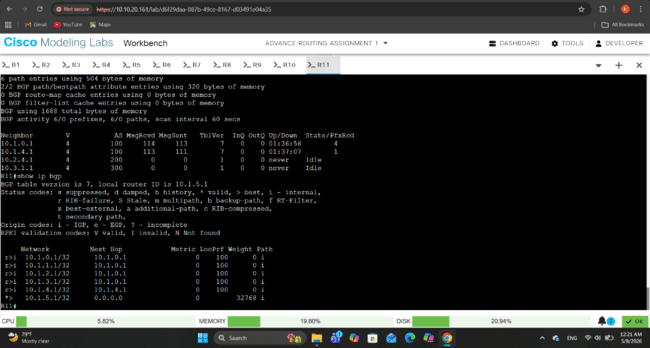 Not secure https://10.10.20.161/lab/d6f29daa-087b-49ce-8167-d03491e04a35
Gmail YouTube Maps All Bookmarks
Cisco Modeling Labs Workbench ADVANCE ROUTING ASSIGNMENT 1 DASHBOARD TOOLS DEVELOPER
R1 R2 R3 R4 R5 R6 R7 R8 R9 R10 R11
6 path entries using 504 bytes of memory
2/2 BGP path/bestpath attribute entries using 320 bytes of memory
0 BGP route-map cache entries using 0 bytes of memory
0 BGP filter-list cache entries using 0 bytes of memory
BGP using 1688 total bytes of memory
BGP activity 6/0 prefixes, 6/0 paths, scan interval 60 secs
Neighbor V AS MsgRcvd MsgSent TblVer InQ OutQ Up/Down State/PfxRcd
10.1.0.1 4 100 114 113 7 0 0 01:36:56 4
10.1.4.1 4 100 113 111 7 0 0 01:37:07 1
10.2.4.1 4 200 0 0 1 0 0 never Idle
10.3.1.1 4 300 0 0 1 0 0 never Idle
R11#show ip bgp
BGP table version is 7, local router ID is 10.1.5.1
Status codes: s suppressed, d damped, h history, * valid, > best, i - internal,
r RIB-failure, S Stale, m multipath, b backup-path, f RT-Filter,
x best-external, a additional-path, c RIB-compressed,
t secondary path,
Origin codes: i - IGP, e - EGP, ? - incomplete
RPKI validation codes: V valid, I invalid, N Not found
Network Next Hop Metric LocPrf Weight Path
r>i 10.1.0.1/32 10.1.0.1 0 100 0 i
r>i 10.1.1.1/32 10.1.0.1 0 100 0 i
r>i 10.1.2.1/32 10.1.0.1 0 100 0 i
r>i 10.1.3.1/32 10.1.0.1 0 100 0 i
r>i 10.1.4.1/32 10.1.4.1 0 100 0 i
*> 10.1.5.1/32 0.0.0.0 0 32768 i
R11#
CPU 5.82% MEMORY 19.80% DISK 20.94% 2 OK
79°F
Mostly clear
Search
ENG
12:21 AM
5/9/2026